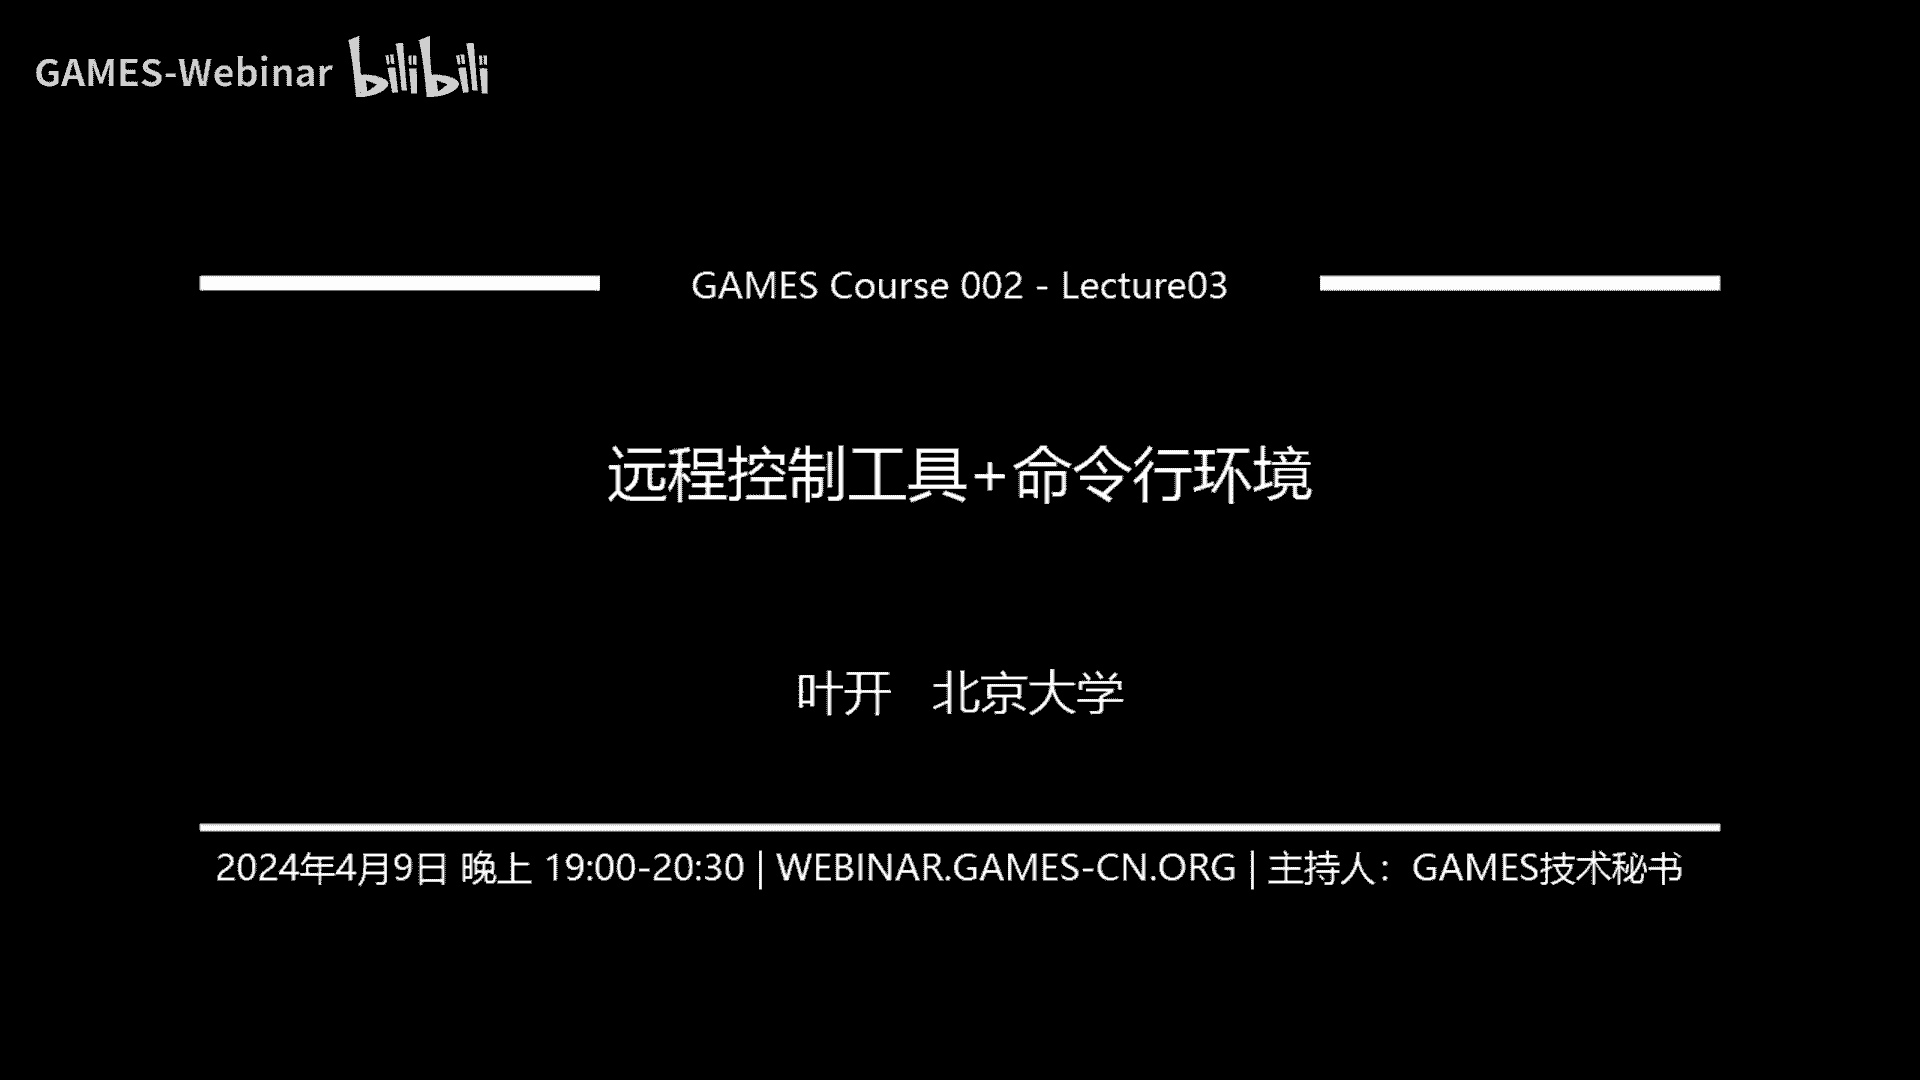 GAMES-Webinar bilibili
GAMES Course 002 - Lecture03
远程控制工具+命令行环境
叶开 北京大学
2024年4月9日 晚上 19:00-20:30 | WEBINAR.GAMES-CN.ORG | 主持人：GAMES技术秘书